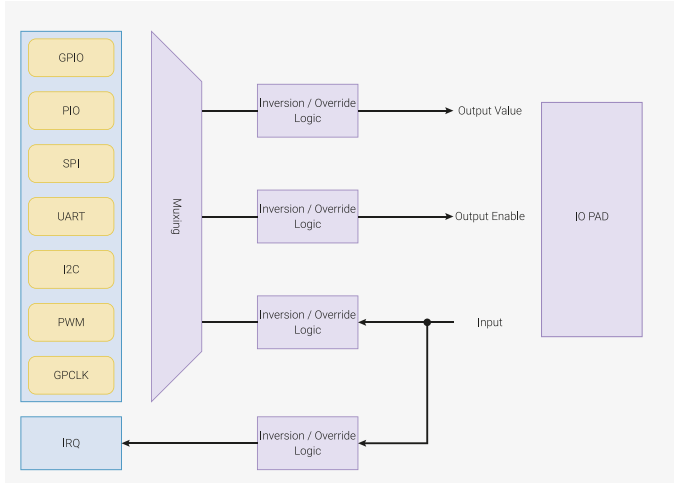 GPIO
PIO
SPI
UART
I2C
PWM
GPCLK
IRQ
Muxing
Inversion / Override
Logic
Output Value
Inversion / Override
Logic
Output Enable
Inversion / Override
Logic
Input
Inversion / Override
Logic
IO PAD